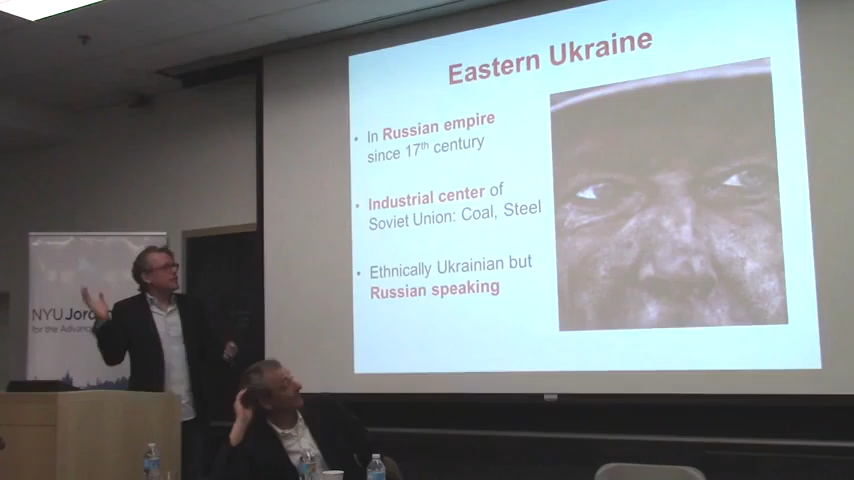 Eastern Ukraine
• In Russian empire
since 17th century
• Industrial center of
Soviet Union: Coal, Steel
• Ethnically Ukrainian but
Russian speaking
NYU Jord
for the Advanc